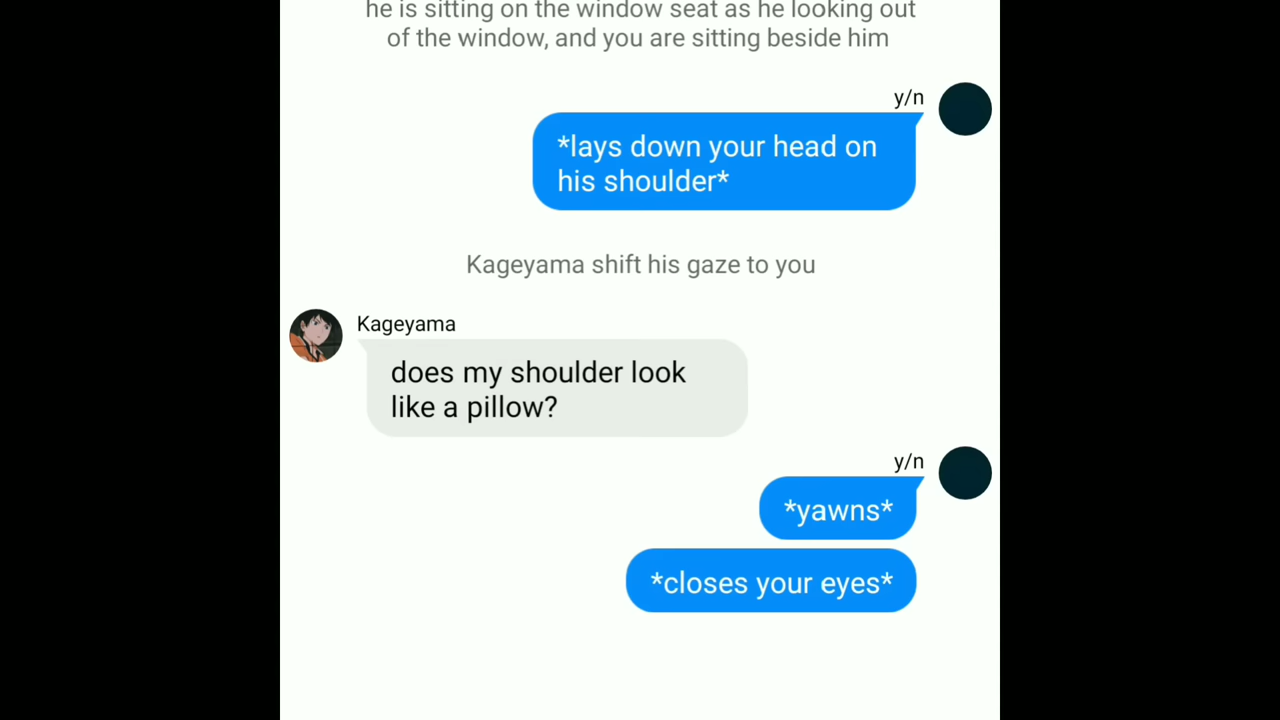 he is sitting on the window seat as he looking out
of the window, and you are sitting beside him
y/n
*lays down your head on
his shoulder*
Kageyama shift his gaze to you
Kageyama
does my shoulder look
like a pillow?
y/n
*yawns*
*closes your eyes*